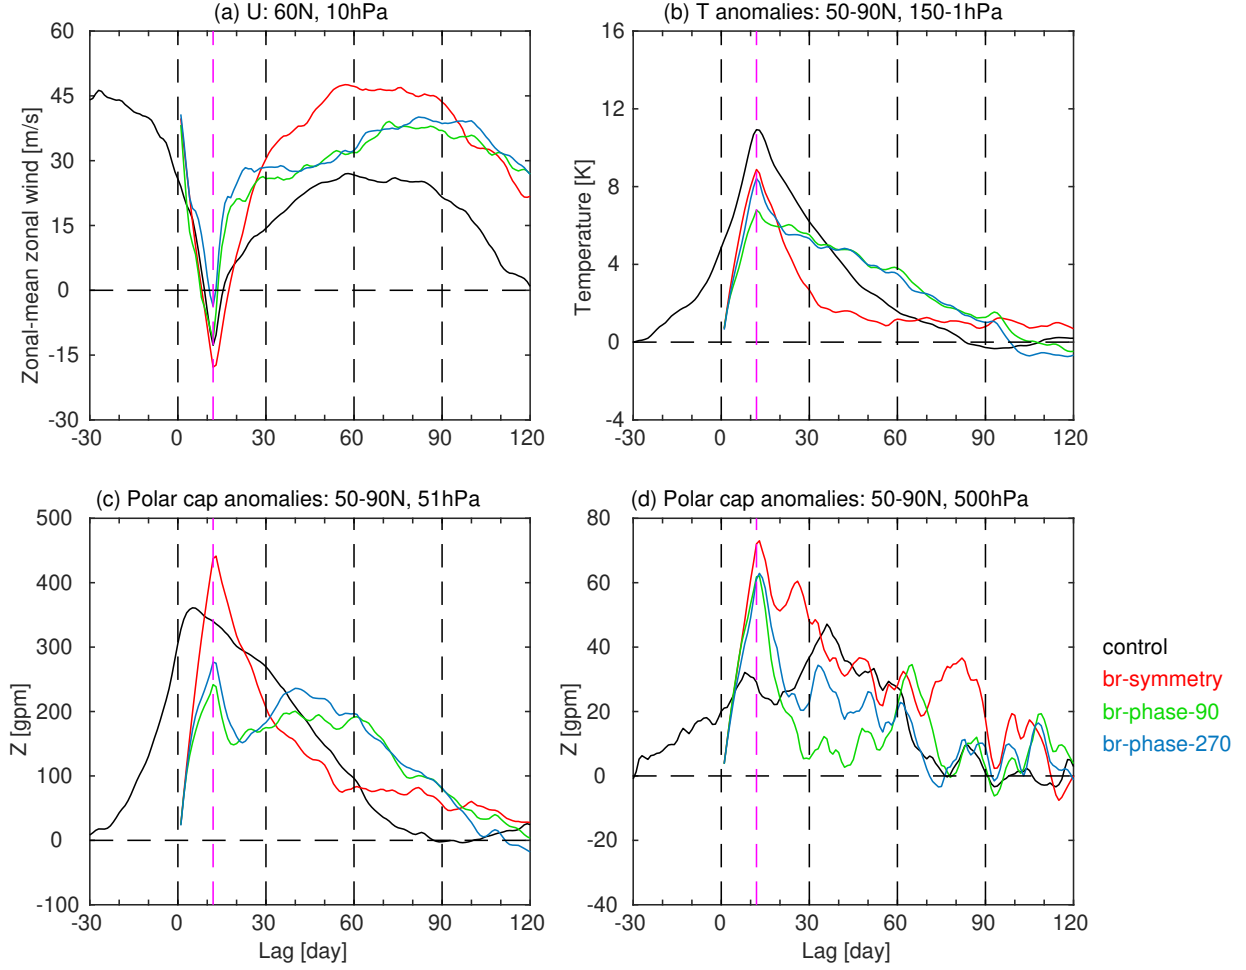 (a) U: 60N, 10hPa
Zonal-mean zonal wind [m/s]
60
45
30
15
0
-15
-30
-30 0 30 60 90 120
(b) T anomalies: 50-90N, 150-1hPa
Temperature [K]
16
12
8
4
0
-4
-30 0 30 60 90 120
(c) Polar cap anomalies: 50-90N, 51hPa
Z [gpm]
500
400
300
200
100
0
-100
-30 0 30 60 90 120
Lag [day]
(d) Polar cap anomalies: 50-90N, 500hPa
Z [gpm]
80
60
40
20
0
-20
-40
-30 0 30 60 90 120
Lag [day]
control
br-symmetry
br-phase-90
br-phase-270